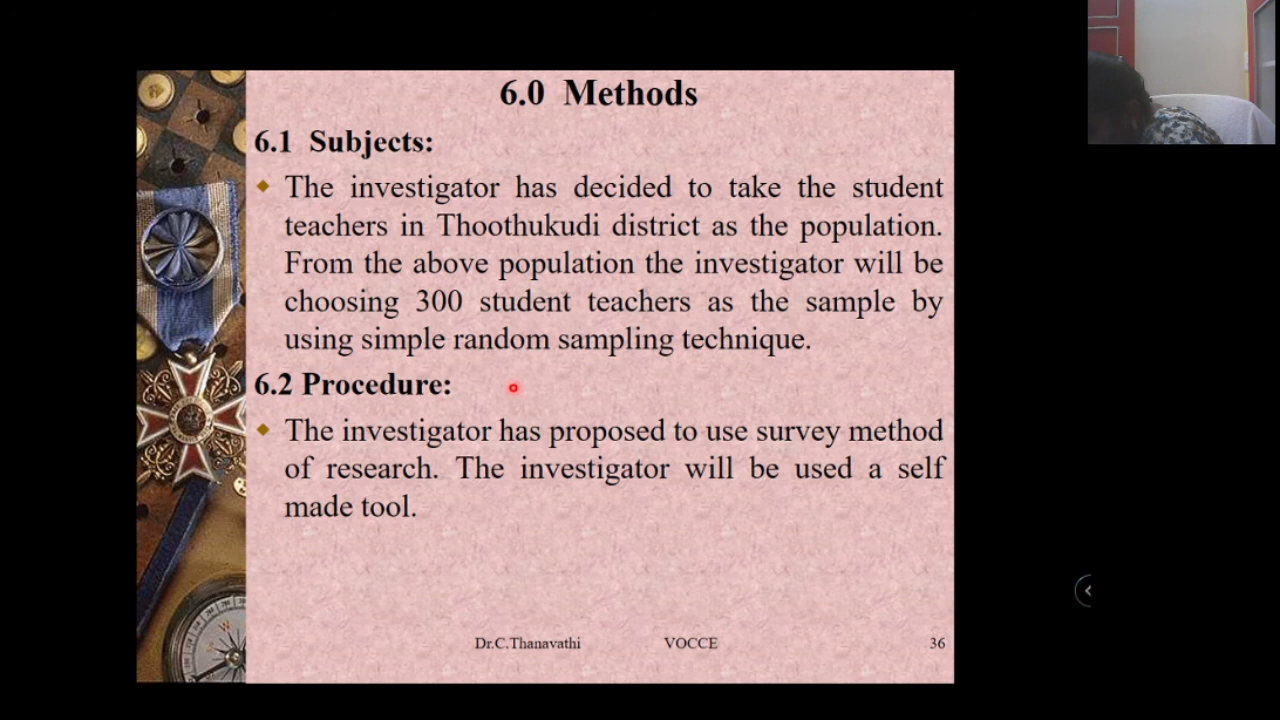 6.0 Methods
6.1 Subjects:
The investigator has decided to take the student
teachers in Thoothukudi district as the population.
From the above population the investigator will be
choosing 300 student teachers as the sample by
using simple random sampling technique.
6.2 Procedure:
The investigator has proposed to use survey method
of research. The investigator will be used a self
made tool.
Dr.C.Thanavathi VOCCE 36